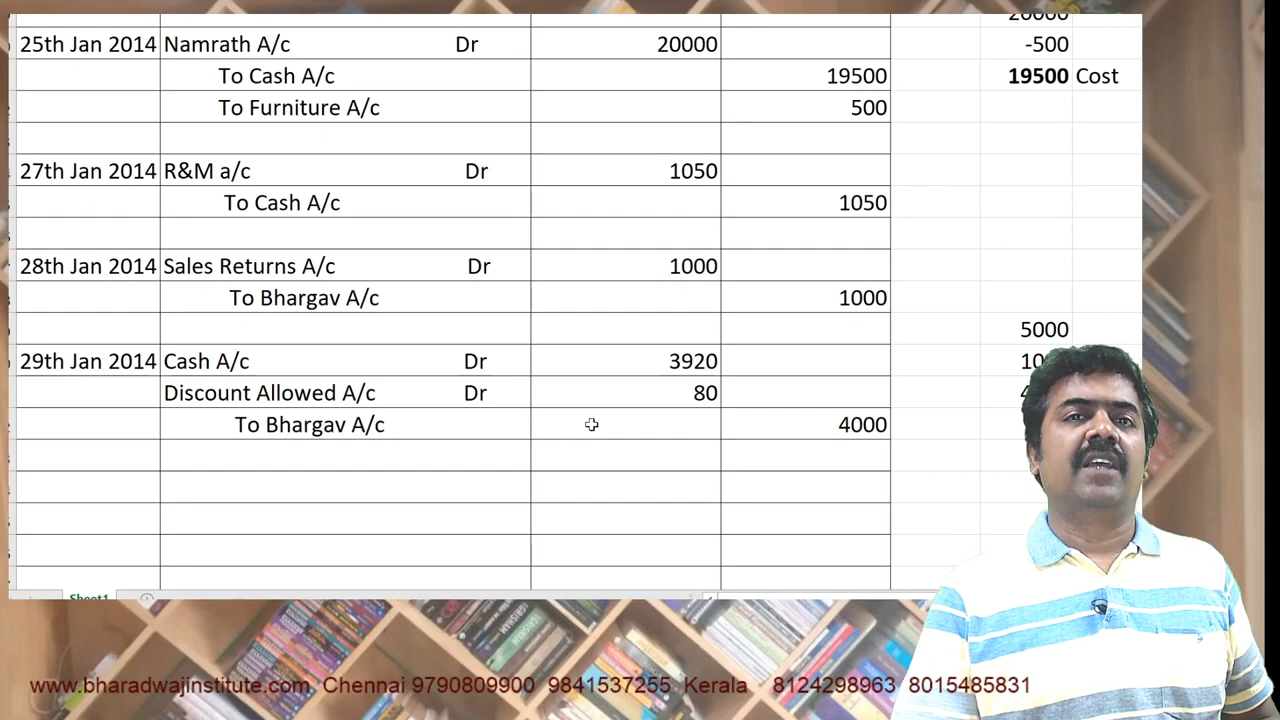 20000
25th Jan 2014 Namrath A/c Dr 20000 -500
To Cash A/c 19500 19500 Cost
To Furniture A/c 500
27th Jan 2014 R&M a/c Dr 1050
To Cash A/c 1050
28th Jan 2014 Sales Returns A/c Dr 1000
To Bhargav A/c 1000
5000
29th Jan 2014 Cash A/c Dr 3920
Discount Allowed A/c Dr 80
To Bhargav A/c 4000
Sheet1
www.bharadwajinstitute.com Chennai 9790809900 9841537255 Kerala 8124298963 8015485831